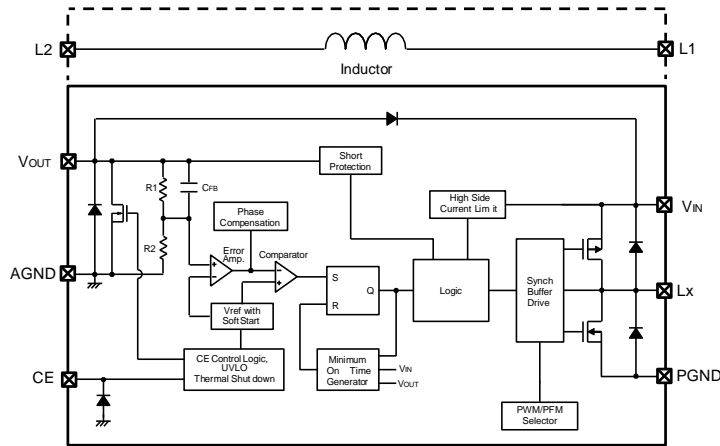 L2
L1
Inductor
VOUT
Short
Protection
R1
CFB
High Side
Current Lim it
VIN
Phase
Compensation
R2
Error
Amp.
Comparator
AGND
S
Q
R
Logic
Synch
Buffer
Drive
Lx
Vref with
Soft Start
CE Control Logic,
UVLO
Thermal Shut down
Minimum
On Time
Generator
VIN
VOUT
CE
PGND
PWM/PFM
Selector